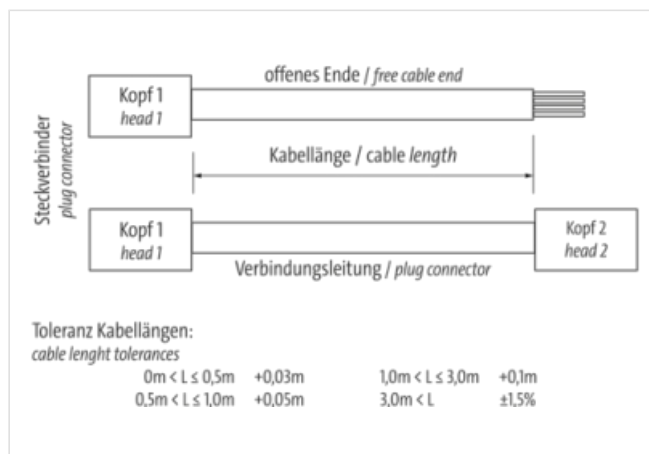 offenes Ende / free cable end
Kopf 1
head 1
Steckverbinder
plug connector
Kabellänge / cable length
Kopf 1
head 1
Kopf 2
head 2
Verbindungsleitung / plug connector
Toleranz Kabellängen:
cable lenght tolerances
0m < L ≤ 0,5m +0,03m 1,0m < L ≤ 3,0m +0,1m
0.5m < L ≤ 1,0m +0,05m 3,0m < L ±1,5%